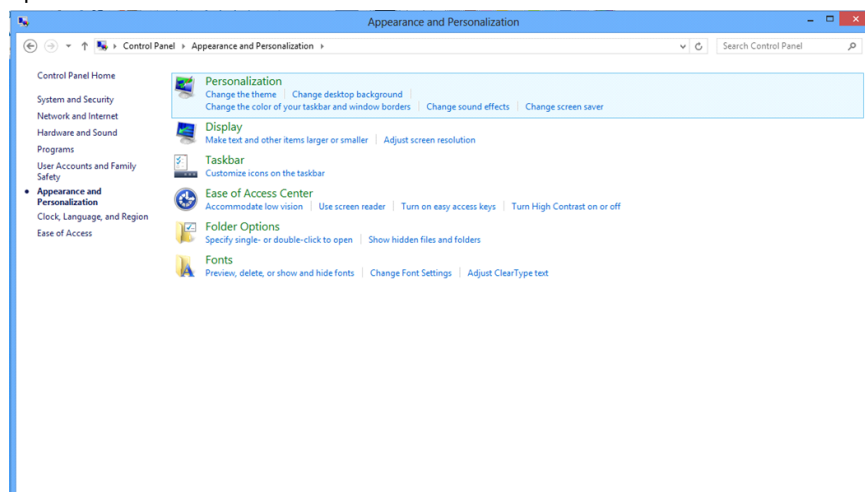 Appearance and Personalization
Control Panel Appearance and Personalization
Search Control Panel
Control Panel Home
System and Security
Network and Internet
Hardware and Sound
Programs
User Accounts and Family
Safety
Appearance and
Personalization
Clock, Language, and Region
Ease of Access
Personalization
Change the theme Change desktop background
Change the color of your taskbar and window borders Change sound effects Change screen saver
Display
Make text and other items larger or smaller Adjust screen resolution
Taskbar
Customize icons on the taskbar
Ease of Access Center
Accommodate low vision Use screen reader Turn on easy access keys Turn High Contrast on or off
Folder Options
Specify single- or double-click to open Show hidden files and folders
Fonts
Preview, delete, or show and hide fonts Change Font Settings Adjust ClearType text